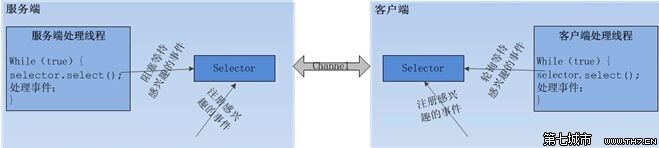 服务端
服务端处理线程
While（true）{
selector.select();
处理事件;
}
阻塞等待
感兴趣的事件
Selector
注册感兴
趣的事件
Channel
客户端
Selector
轮询等待
感兴趣的事件
注册感兴
趣的事件
客户端处理线程
While（true）{
selector.select();
处理事件;
}
第七城市 www.TH7.CN